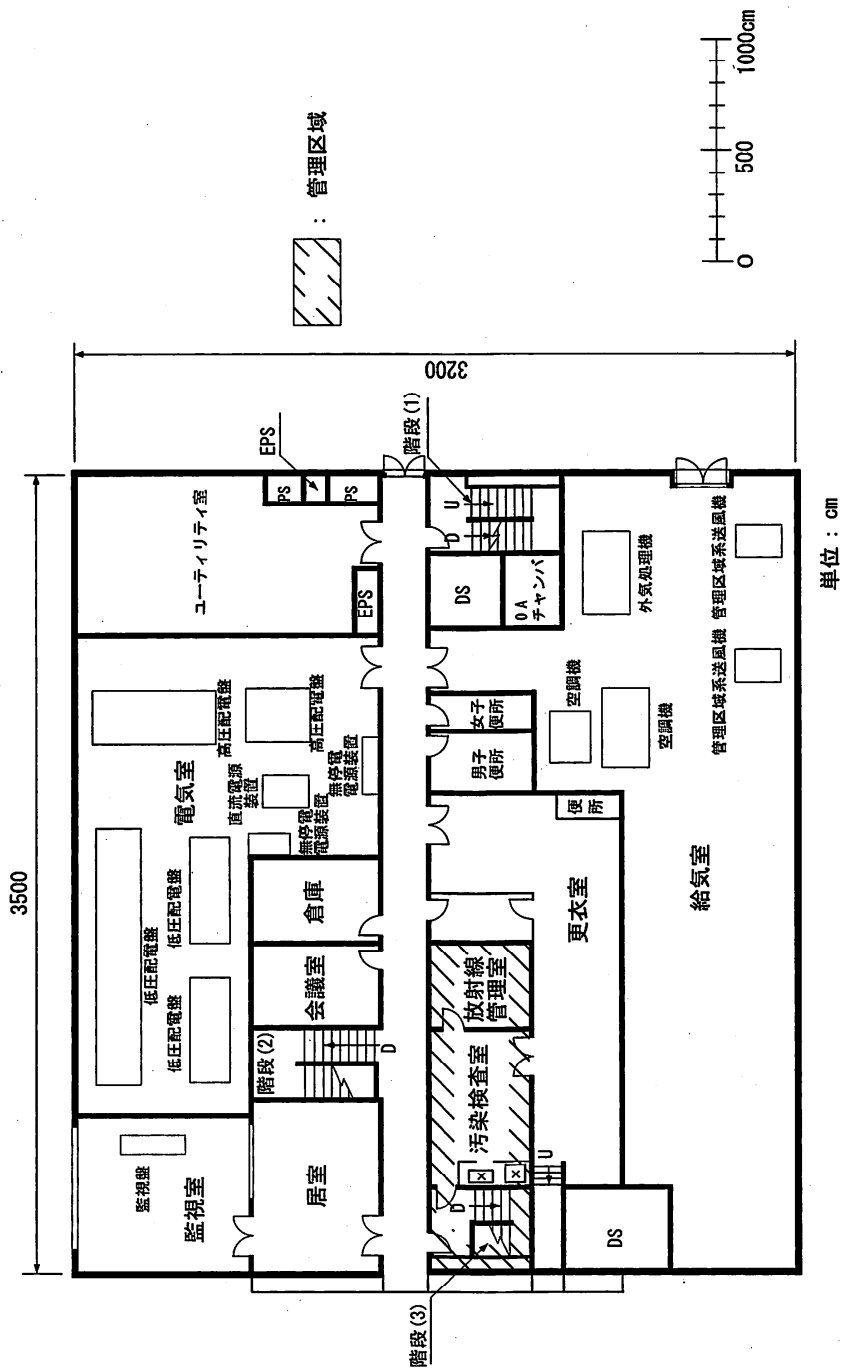 3500
3200
監視盤
監視室
低圧配電盤
低圧配電盤
低圧配電盤
電気室
直流電源
装置
高圧配電盤
高圧配電盤
無停電
電源装置
無停電
電源装置
ユーティリティ室
EPS
PS
EPS
PS
居室
階段(2)
D
会議室
倉庫
階段(3)
D
汚染検査室
放射線
管理室
U
DS
更衣室
便所
男子
便所
女子
便所
DS
OA
チャンバ
D
U
階段(1)
空調機
空調機
外気処理機
管理区域系送風機
管理区域系送風機
給気室
: 管理区域
0
500
1000cm
単位：cm